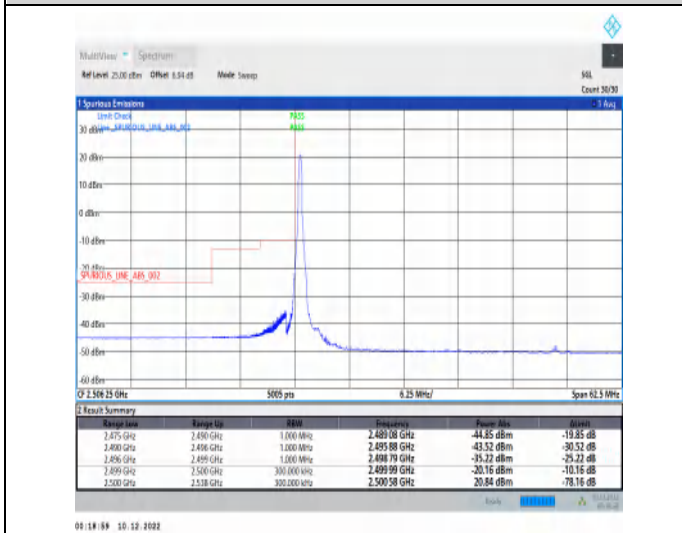 MultiView Spectrum
Ref Level 25.00 dBm Offset 6.94 dB Mode Sweep SGL
Count 30/30
1 Spurious Emissions 1 Avg
Limit Check PASS
Line _SPURIOUS_LINE_ABS_002 PASS
30 dBm
20 dBm
10 dBm
0 dBm
-10 dBm
-20 dBm
SPURIOUS_LINE_ABS_002
-30 dBm
-40 dBm
-50 dBm
-60 dBm
CF 2.506 25 GHz 5005 pts 6.25 MHz/ Span 62.5 MHz
2 Result Summary
Range Low Range Up RBW Frequency Power Abs ΔLimit
2.475 GHz 2.490 GHz 1.000 MHz 2.489 08 GHz -44.85 dBm -19.85 dB
2.490 GHz 2.496 GHz 1.000 MHz 2.495 88 GHz -43.52 dBm -30.52 dB
2.496 GHz 2.499 GHz 1.000 MHz 2.498 79 GHz -35.22 dBm -25.22 dB
2.499 GHz 2.500 GHz 300.000 kHz 2.499 99 GHz -20.16 dBm -10.16 dB
2.500 GHz 2.538 GHz 300.000 kHz 2.500 58 GHz 20.84 dBm -78.16 dB
Ready
00:18:59 10.12.2022